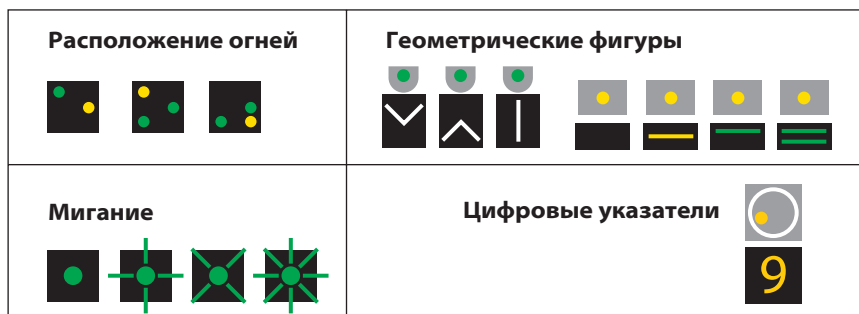 Расположение огней
Геометрические фигуры
Мигание
Цифровые указатели
9